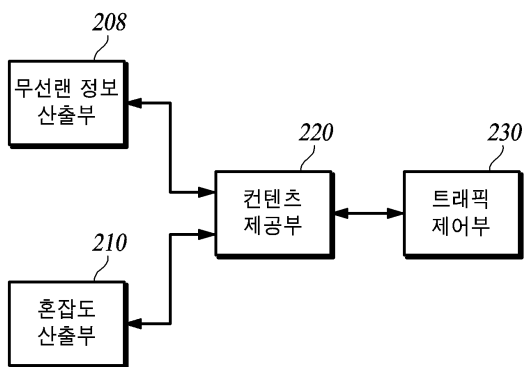 208
무선랜 정보
산출부
220
컨텐츠
제공부
230
트래픽
제어부
210
혼잡도
산출부